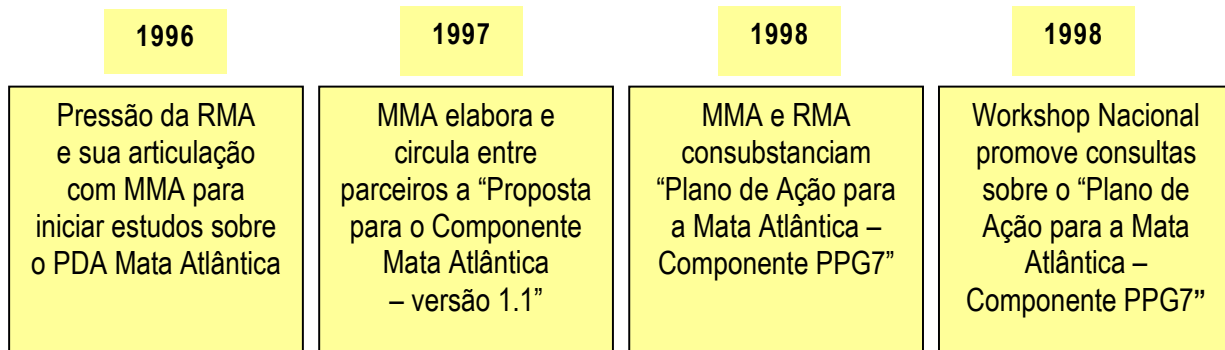 1996
Pressão da RMA
e sua articulação
com MMA para
iniciar estudos sobre
o PDA Mata Atlântica
1997
MMA elabora e
circula entre
parceiros a “Proposta
para o Componente
Mata Atlântica
– versão 1.1”
1998
MMA e RMA
consubstanciam
“Plano de Ação para
a Mata Atlântica –
Componente PPG7”
1998
Workshop Nacional
promove consultas
sobre o “Plano de
Ação para a Mata
Atlântica –
Componente PPG7”